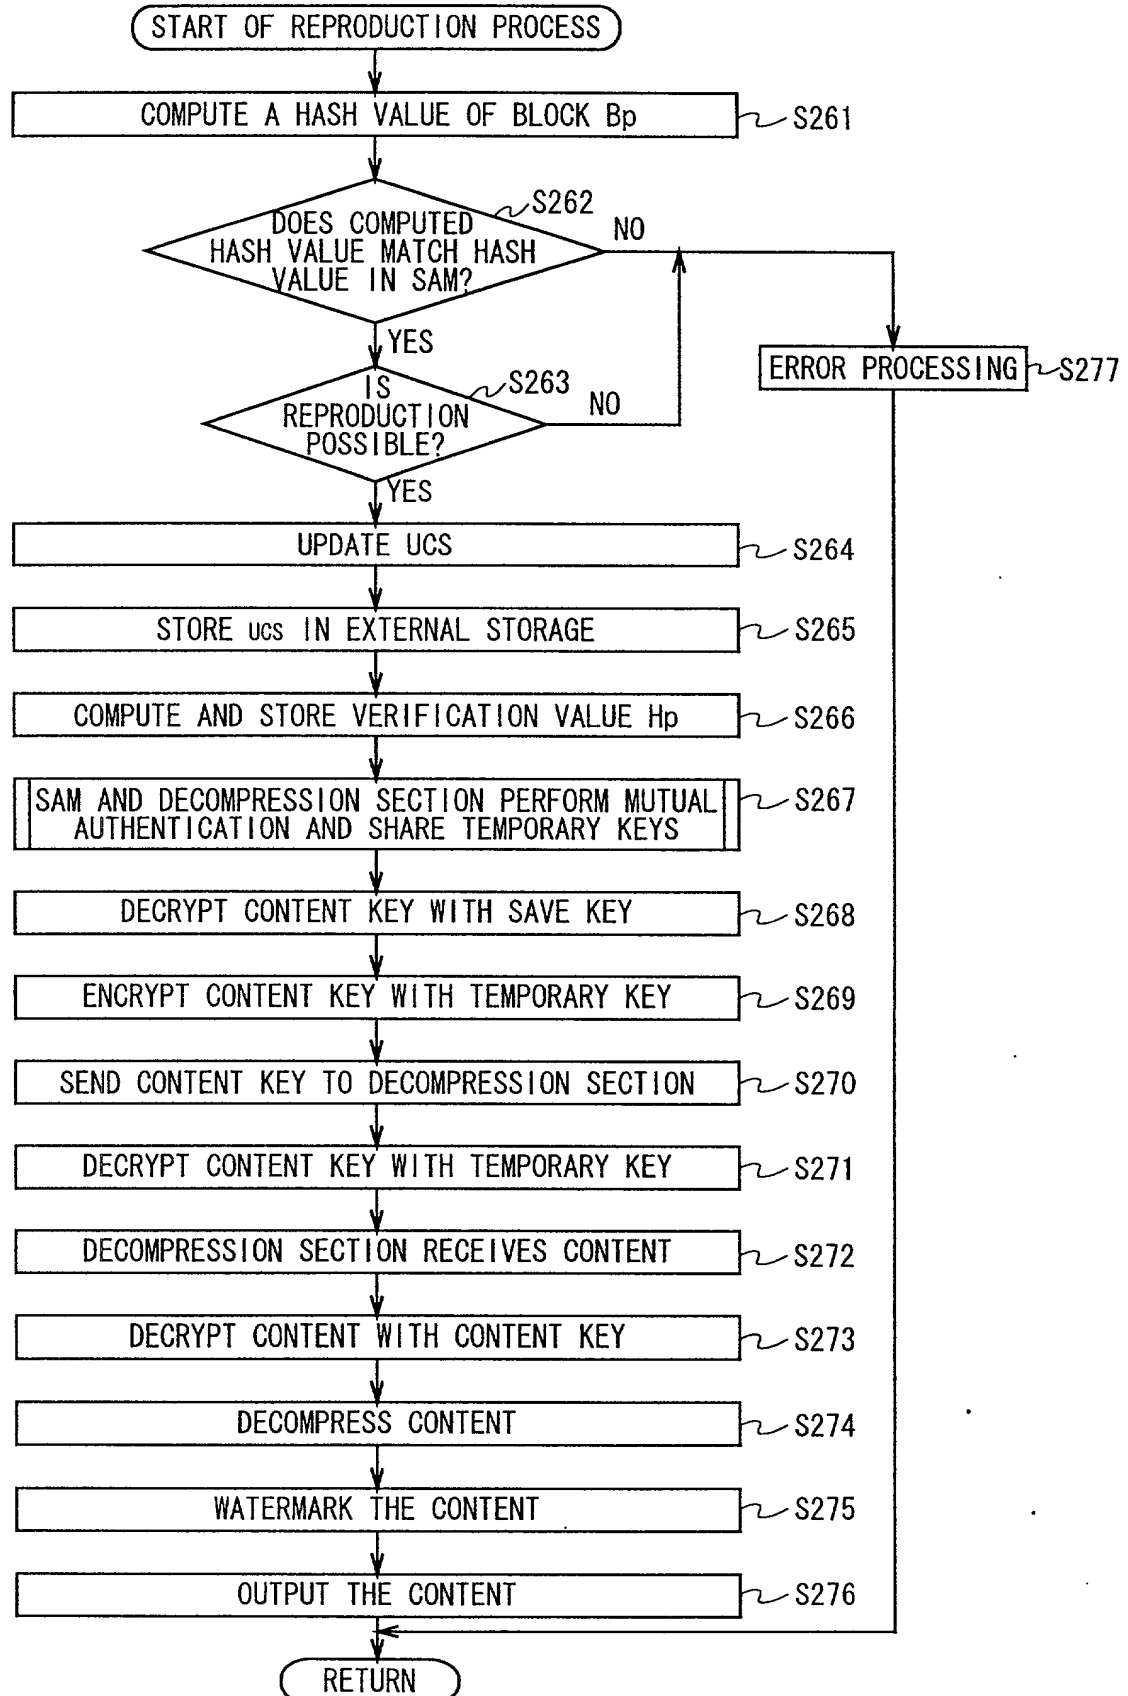 START OF REPRODUCTION PROCESS
COMPUTE A HASH VALUE OF BLOCK Bp
S261
S262
DOES COMPUTED
HASH VALUE MATCH HASH
VALUE IN SAM?
NO
YES
S263
IS
REPRODUCTION
POSSIBLE?
NO
ERROR PROCESSING
S277
YES
UPDATE UCS
S264
STORE UCS IN EXTERNAL STORAGE
S265
COMPUTE AND STORE VERIFICATION VALUE Hp
S266
SAM AND DECOMPRESSION SECTION PERFORM MUTUAL
AUTHENTICATION AND SHARE TEMPORARY KEYS
S267
DECRYPT CONTENT KEY WITH SAVE KEY
S268
ENCRYPT CONTENT KEY WITH TEMPORARY KEY
S269
SEND CONTENT KEY TO DECOMPRESSION SECTION
S270
DECRYPT CONTENT KEY WITH TEMPORARY KEY
S271
DECOMPRESSION SECTION RECEIVES CONTENT
S272
DECRYPT CONTENT WITH CONTENT KEY
S273
DECOMPRESS CONTENT
S274
WATERMARK THE CONTENT
S275
OUTPUT THE CONTENT
S276
RETURN